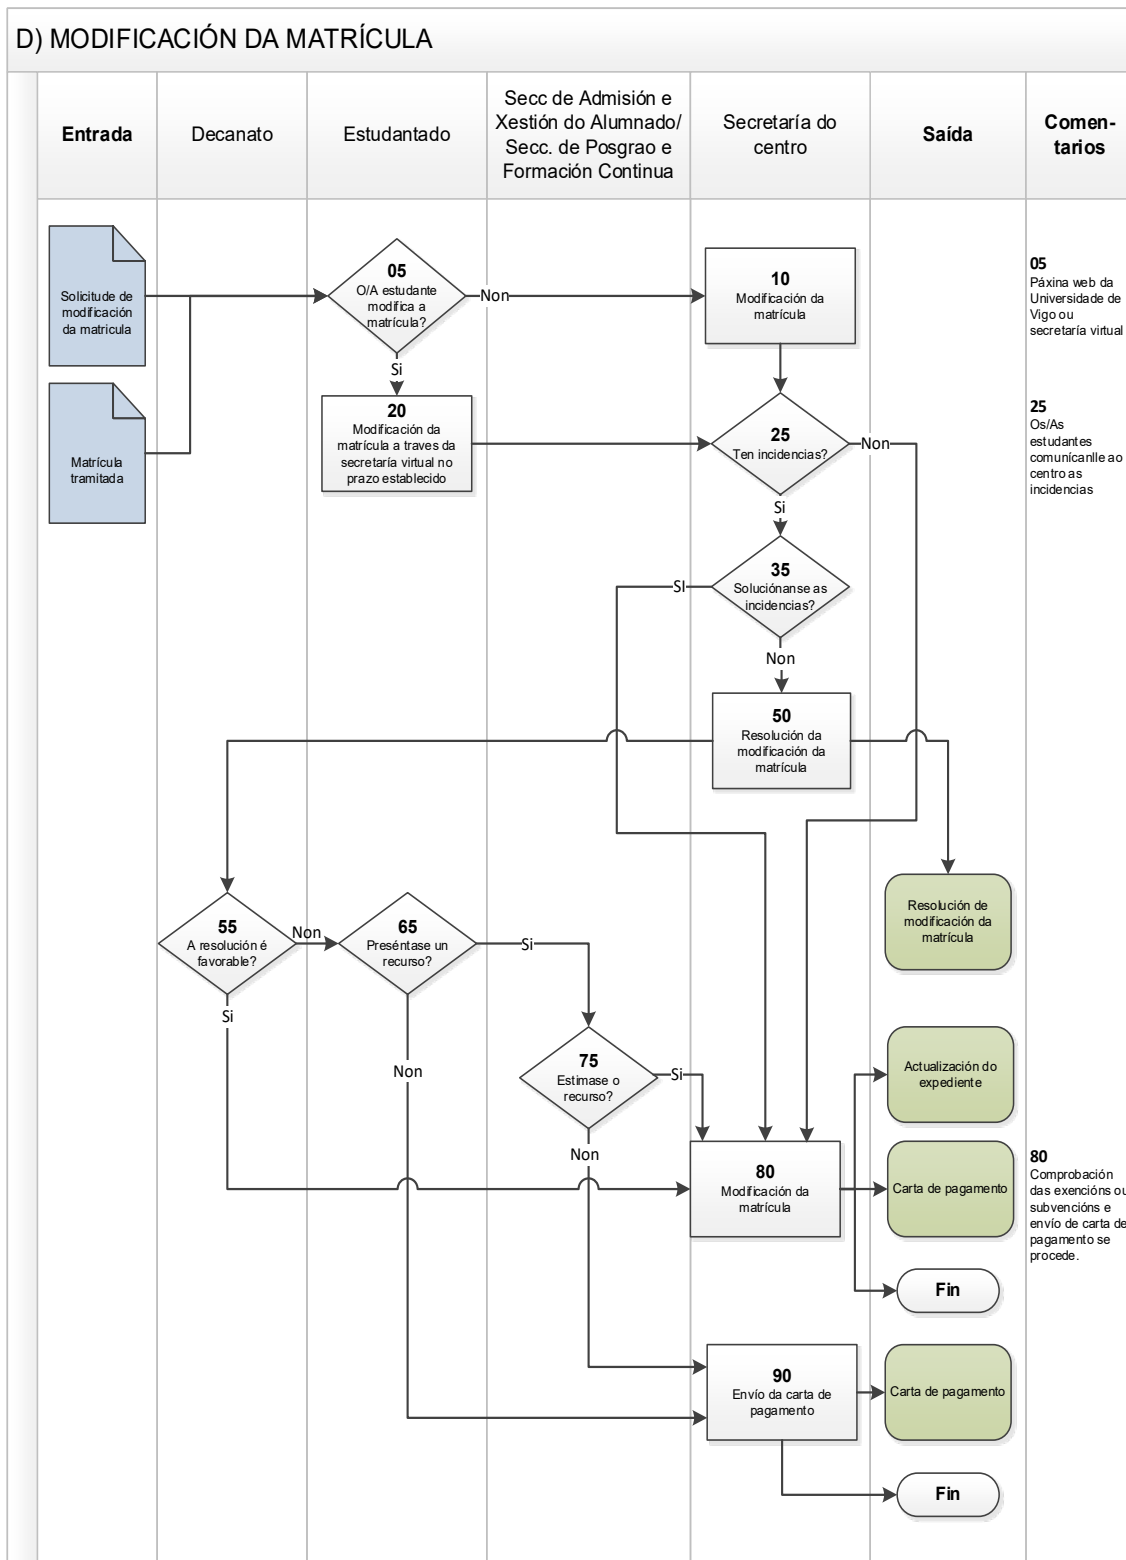 D) MODIFICACIÓN DA MATRÍCULA
Entrada
Decanato
Estudantado
Secc de Admisión e
Xestión do Alumnado/
Secc. de Posgrao e
Formación Continua
Secretaría do
centro
Saída
Comen-
tarios
Solicitude de
modificación
da matricula
Matrícula
tramitada
05
O/A estudante
modifica a
matrícula?
Non
Si
10
Modificación da
matrícula
05
Páxina web da
Universidade de
Vigo ou
secretaría virtual
20
Modificación da
matrícula a traves da
secretaría virtual no
prazo establecido
25
Ten incidencias?
Non
Si
25
Os/As
estudantes
comunícanlle ao
centro as
incidencias
35
Soluciónanse as
incidencias?
SI
Non
50
Resolución da
modificación da
matrícula
Resolución de
modificación da
matrícula
55
A resolución é
favorable?
Non
Si
65
Preséntase un
recurso?
Si
Non
75
Estimase o
recurso?
Si
Non
Actualización do
expediente
80
Modificación da
matrícula
Carta de pagamento
80
Comprobación
das exencións ou
subvencións e
envío de carta de
pagamento se
procede.
Fin
90
Envío da carta de
pagamento
Carta de pagamento
Fin